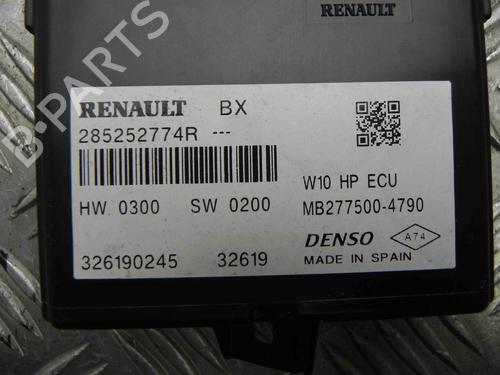 RENAULT
B-PARTS
RENAULT BX
285252774R ---
W10 HP ECU
HW 0300 SW 0200 MB277500-4790
DENSO A74
326190245 32619 MADE IN SPAIN